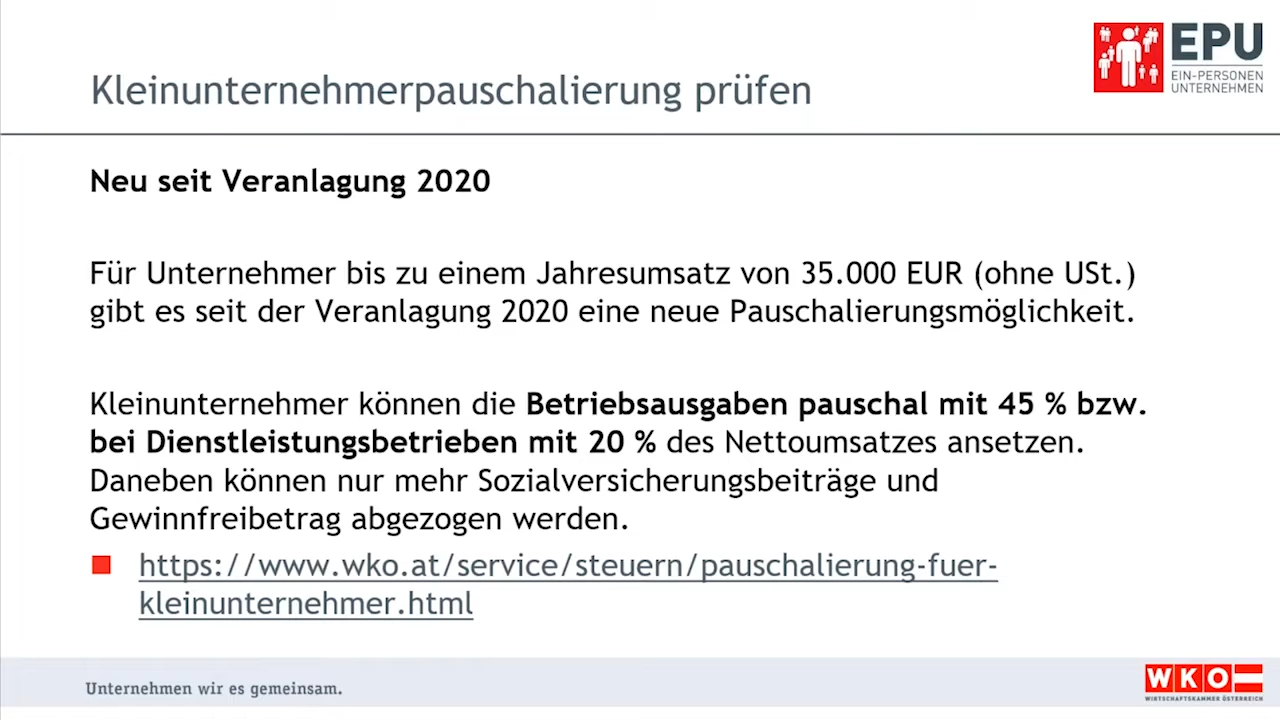 EPU
EIN-PERSONEN
UNTERNEHMEN
Kleinunternehmerpauschalierung prüfen
Neu seit Veranlagung 2020
Für Unternehmer bis zu einem Jahresumsatz von 35.000 EUR (ohne USt.)
gibt es seit der Veranlagung 2020 eine neue Pauschalierungsmöglichkeit.
Kleinunternehmer können die Betriebsausgaben pauschal mit 45 % bzw.
bei Dienstleistungsbetrieben mit 20 % des Nettoumsatzes ansetzen.
Daneben können nur mehr Sozialversicherungsbeiträge und
Gewinnfreibetrag abgezogen werden.
https://www.wko.at/service/steuern/pauschalierung-fuer-
kleinunternehmer.html
Unternehmen wir es gemeinsam.
WKO
WIRTSCHAFTSKAMMER ÖSTERREICH